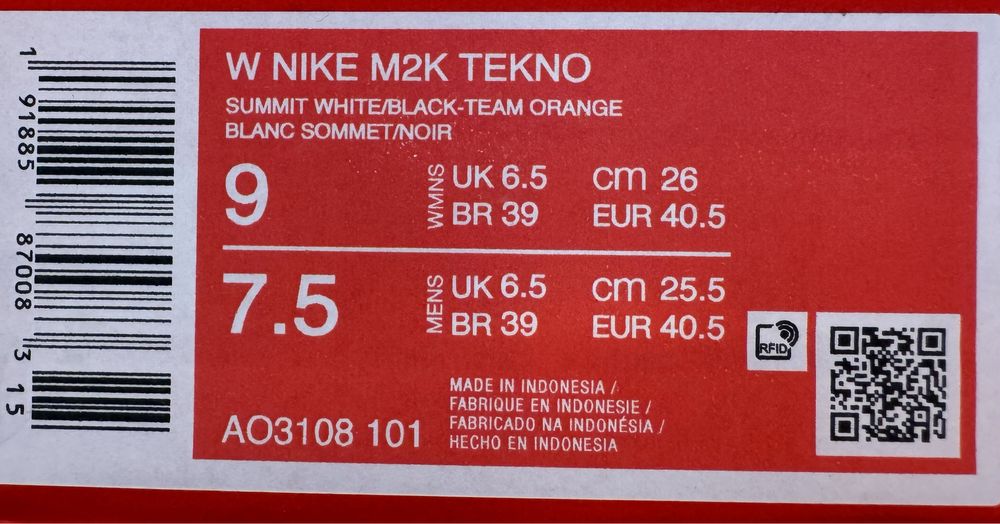 W NIKE M2K TEKNO
SUMMIT WHITE/BLACK-TEAM ORANGE
BLANC SOMMET/NOIR
9
WMNS
UK 6.5 cm 26
BR 39 EUR 40.5
7.5
MENS
UK 6.5 cm 25.5
BR 39 EUR 40.5
RFID
MADE IN INDONESIA /
FABRIQUE EN INDONESIE /
FABRICADO NA INDONÉSIA /
HECHO EN INDONESIA
AO3108 101
1 91885 87008 3 15